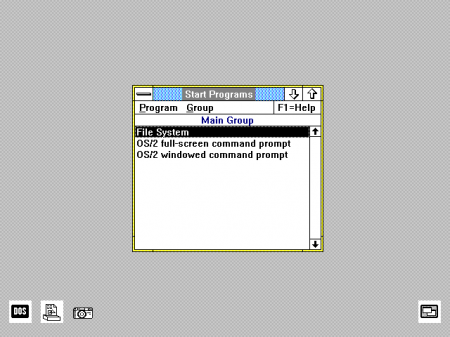 Start Programs
Program Group F1=Help
Main Group
File System
OS/2 full-screen command prompt
OS/2 windowed command prompt
DOS